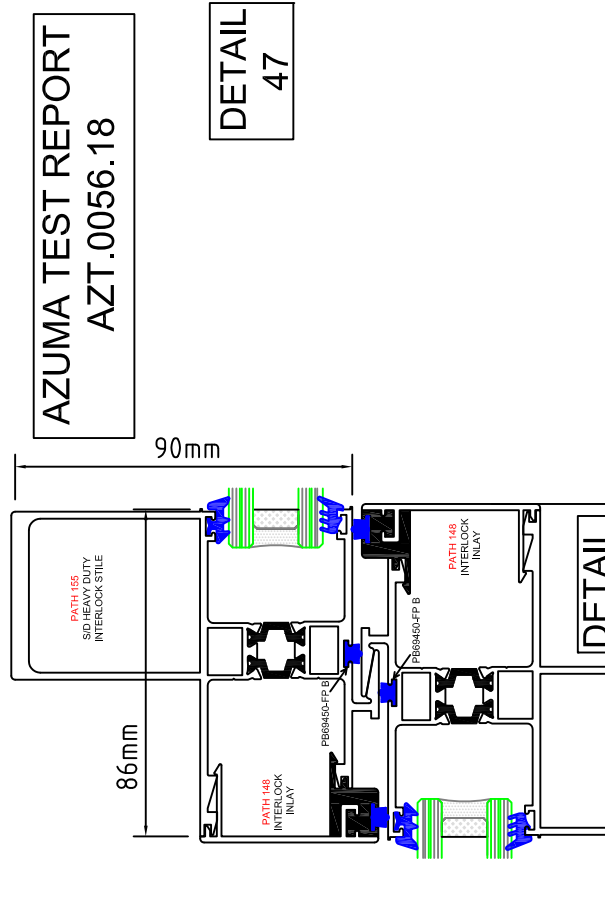 AZUMA TEST REPORT
AZT.0056.18
DETAIL
47
90mm
86mm
PATH 155
S/D HEAVY DUTY
INTERLOCK STILE
PATH 148
INTERLOCK
INLAY
PB69450-FP B
PB69450-FP B
PATH 148
INTERLOCK
INLAY
DETAIL